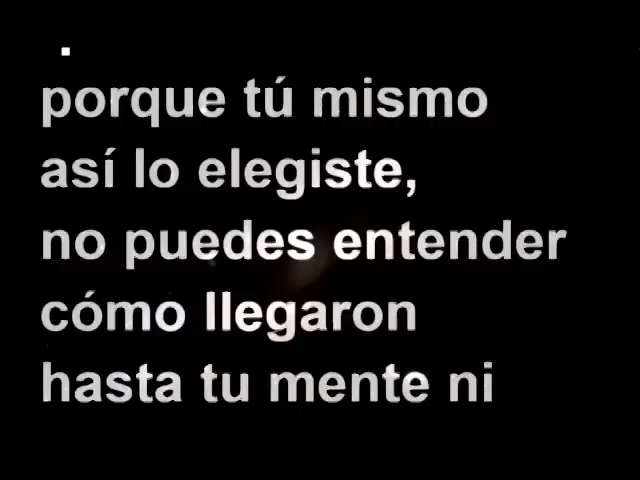 .
porque tú mismo
así lo elegiste,
no puedes entender
cómo llegaron
hasta tu mente ni